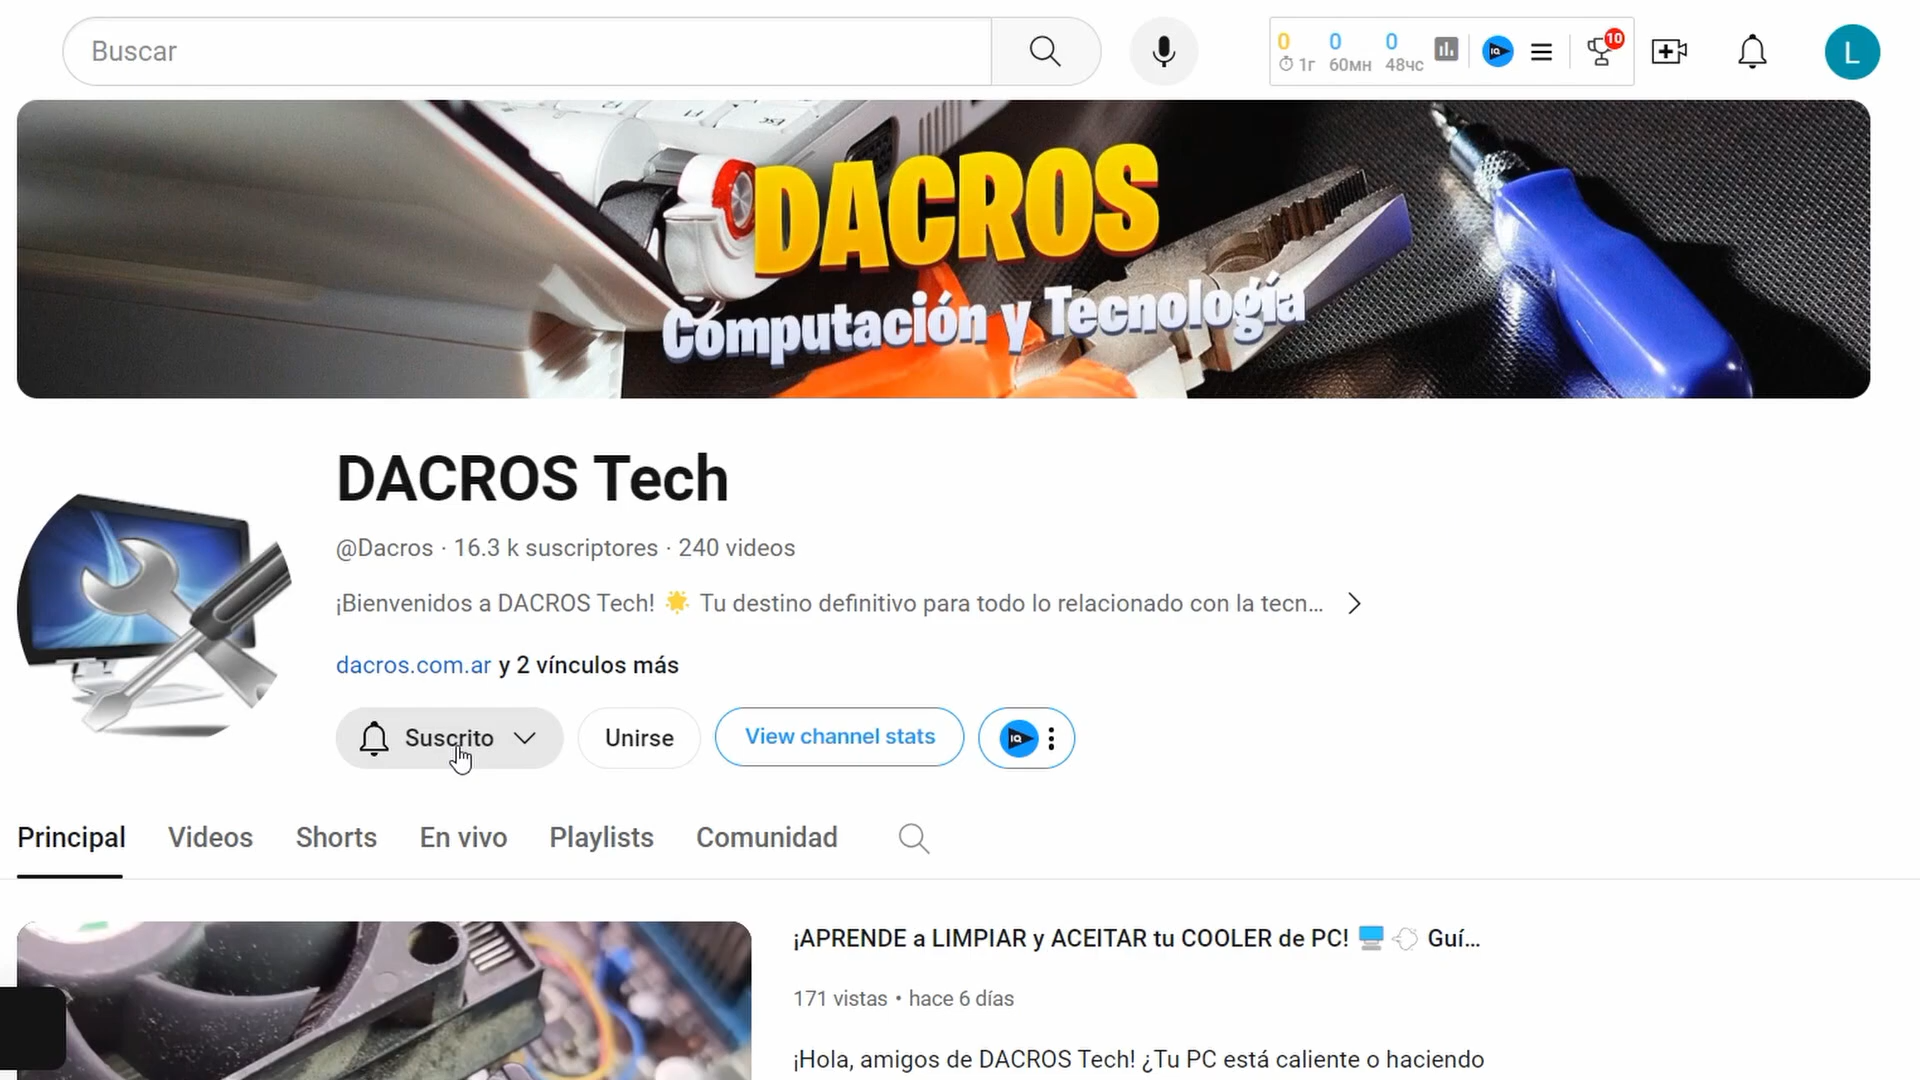 Buscar
0 0 0
1г 60мн 48чс
IQ
10
L
DACROS
Computación y Tecnología
DACROS Tech
@Dacros · 16.3 k suscriptores · 240 videos
¡Bienvenidos a DACROS Tech! 🌟 Tu destino definitivo para todo lo relacionado con la tecn...
dacros.com.ar y 2 vínculos más
Suscrito Unirse View channel stats IQ
Principal Videos Shorts En vivo Playlists Comunidad
¡APRENDE a LIMPIAR y ACEITAR tu COOLER de PC! 🖥️💨 Guí...
171 vistas • hace 6 días
¡Hola, amigos de DACROS Tech! ¿Tu PC está caliente o haciendo